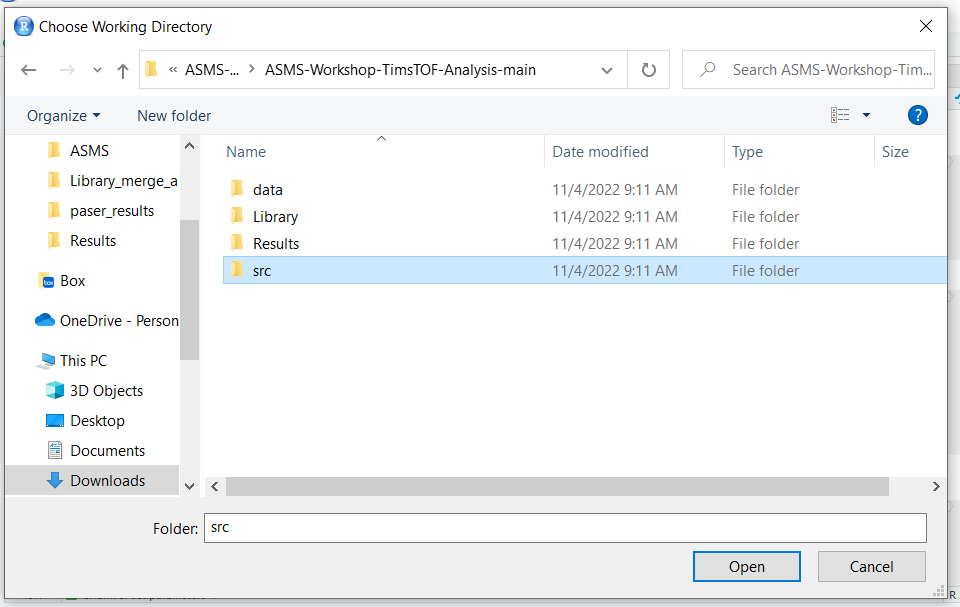 Choose Working Directory
« ASMS-... > ASMS-Workshop-TimsTOF-Analysis-main
Search ASMS-Workshop-Tim...
Organize
New folder
Name
Date modified
Type
Size
ASMS
Library_merge_a
paser_results
Results
Box
OneDrive - Person
This PC
3D Objects
Desktop
Documents
Downloads
data 11/4/2022 9:11 AM File folder
Library 11/4/2022 9:11 AM File folder
Results 11/4/2022 9:11 AM File folder
src 11/4/2022 9:11 AM File folder
Folder: src
Open
Cancel